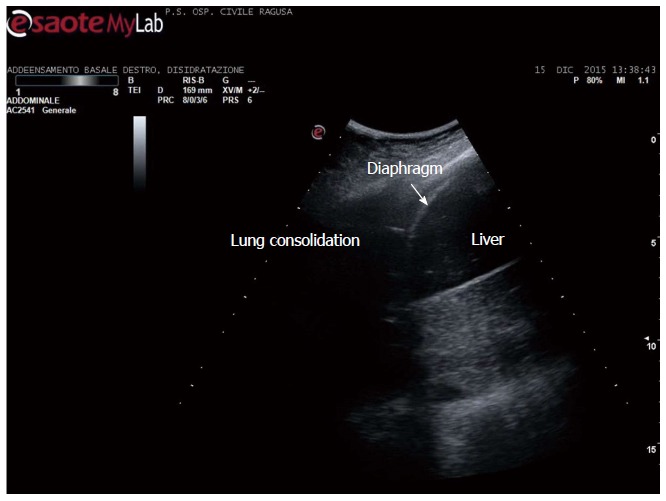 P.S. OSP. CIVILE RAGUSA
esaote MyLab
ADDEENSAMENTO BASALE DESTRO, DISIDRATAZIONE
15 DIC 2015 13:38:43
B RIS-B G ---
P 80% MI 1.1
TEI D 169 mm XV/M +2/--
1 8 PRC 8/0/3/6 PRS 6
ADDOMINALE
AC2541 Generale
e
0
Diaphragm
Lung consolidation
Liver
5
10
15